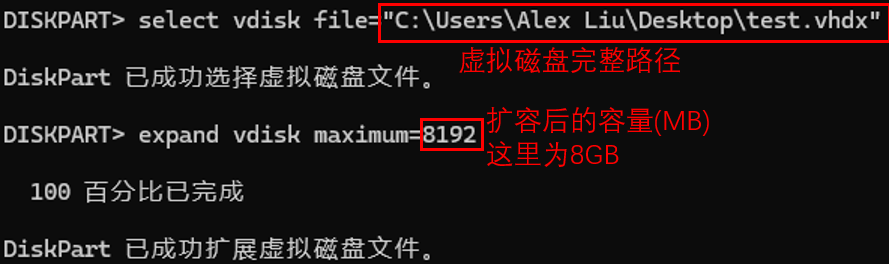 DISKPART> select vdisk file="C:\Users\Alex Liu\Desktop\test.vhdx"
虚拟磁盘完整路径
DiskPart 已成功选择虚拟磁盘文件。
DISKPART> expand vdisk maximum=8192
扩容后的容量(MB)
这里为8GB
100 百分比已完成
DiskPart 已成功扩展虚拟磁盘文件。